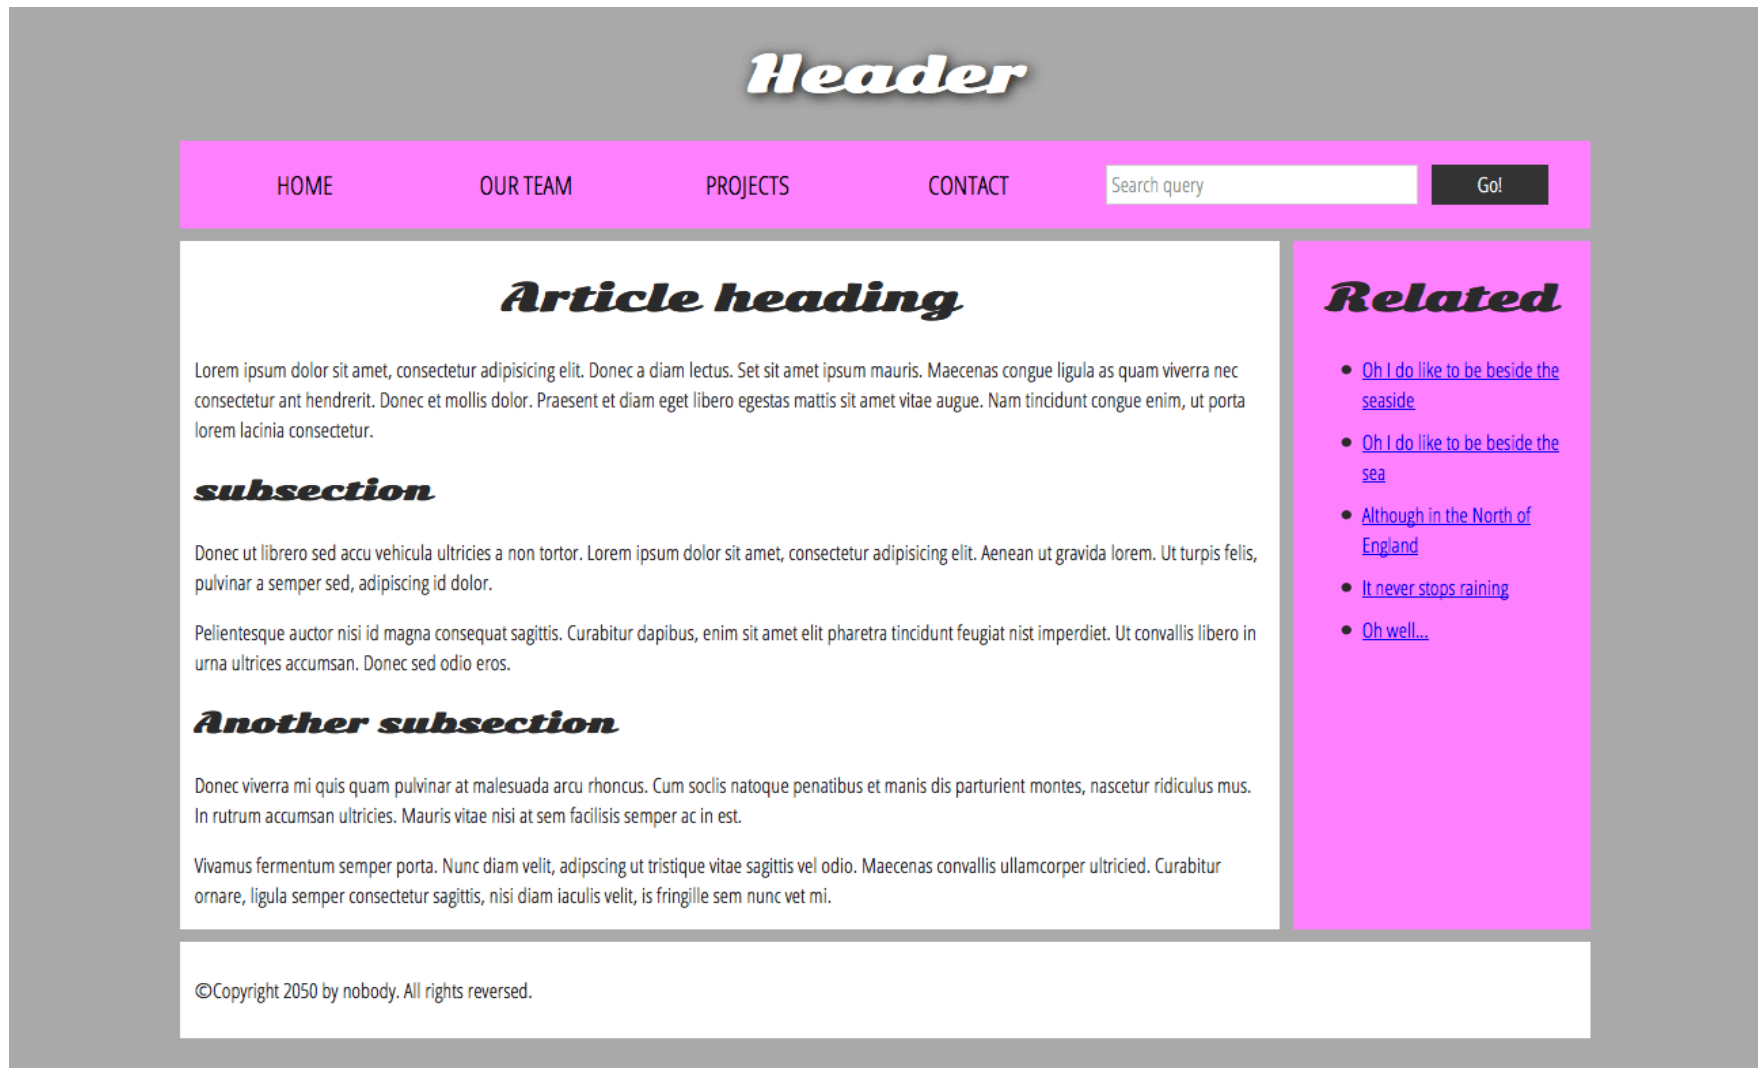 Header
HOME OUR TEAM PROJECTS CONTACT Search query Go!
Article heading
Lorem ipsum dolor sit amet, consectetur adipisicing elit. Donec a diam lectus. Set sit amet ipsum mauris. Maecenas congue ligula as quam viverra nec
consectetur ant hendrerit. Donec et mollis dolor. Praesent et diam eget libero egestas mattis sit amet vitae augue. Nam tincidunt congue enim, ut porta
lorem lacinia consectetur.
subsection
Donec ut librero sed accu vehicula ultricies a non tortor. Lorem ipsum dolor sit amet, consectetur adipisicing elit. Aenean ut gravida lorem. Ut turpis felis,
pulvinar a semper sed, adipiscing id dolor.
Pelientesque auctor nisi id magna consequat sagittis. Curabitur dapibus, enim sit amet elit pharetra tincidunt feugiat nist imperdiet. Ut convallis libero in
urna ultrices accumsan. Donec sed odio eros.
Another subsection
Donec viverra mi quis quam pulvinar at malesuada arcu rhoncus. Cum soclis natoque penatibus et manis dis parturient montes, nascetur ridiculus mus.
In rutrum accumsan ultricies. Mauris vitae nisi at sem facilisis semper ac in est.
Vivamus fermentum semper porta. Nunc diam velit, adipscing ut tristique vitae sagittis vel odio. Maecenas convallis ullamcorper ultricied. Curabitur
ornare, ligula semper consectetur sagittis, nisi diam iaculis velit, is fringille sem nunc vet mi.
Related
Oh I do like to be beside the
seaside
Oh I do like to be beside the
sea
Although in the North of
England
It never stops raining
Oh well...
©Copyright 2050 by nobody. All rights reversed.